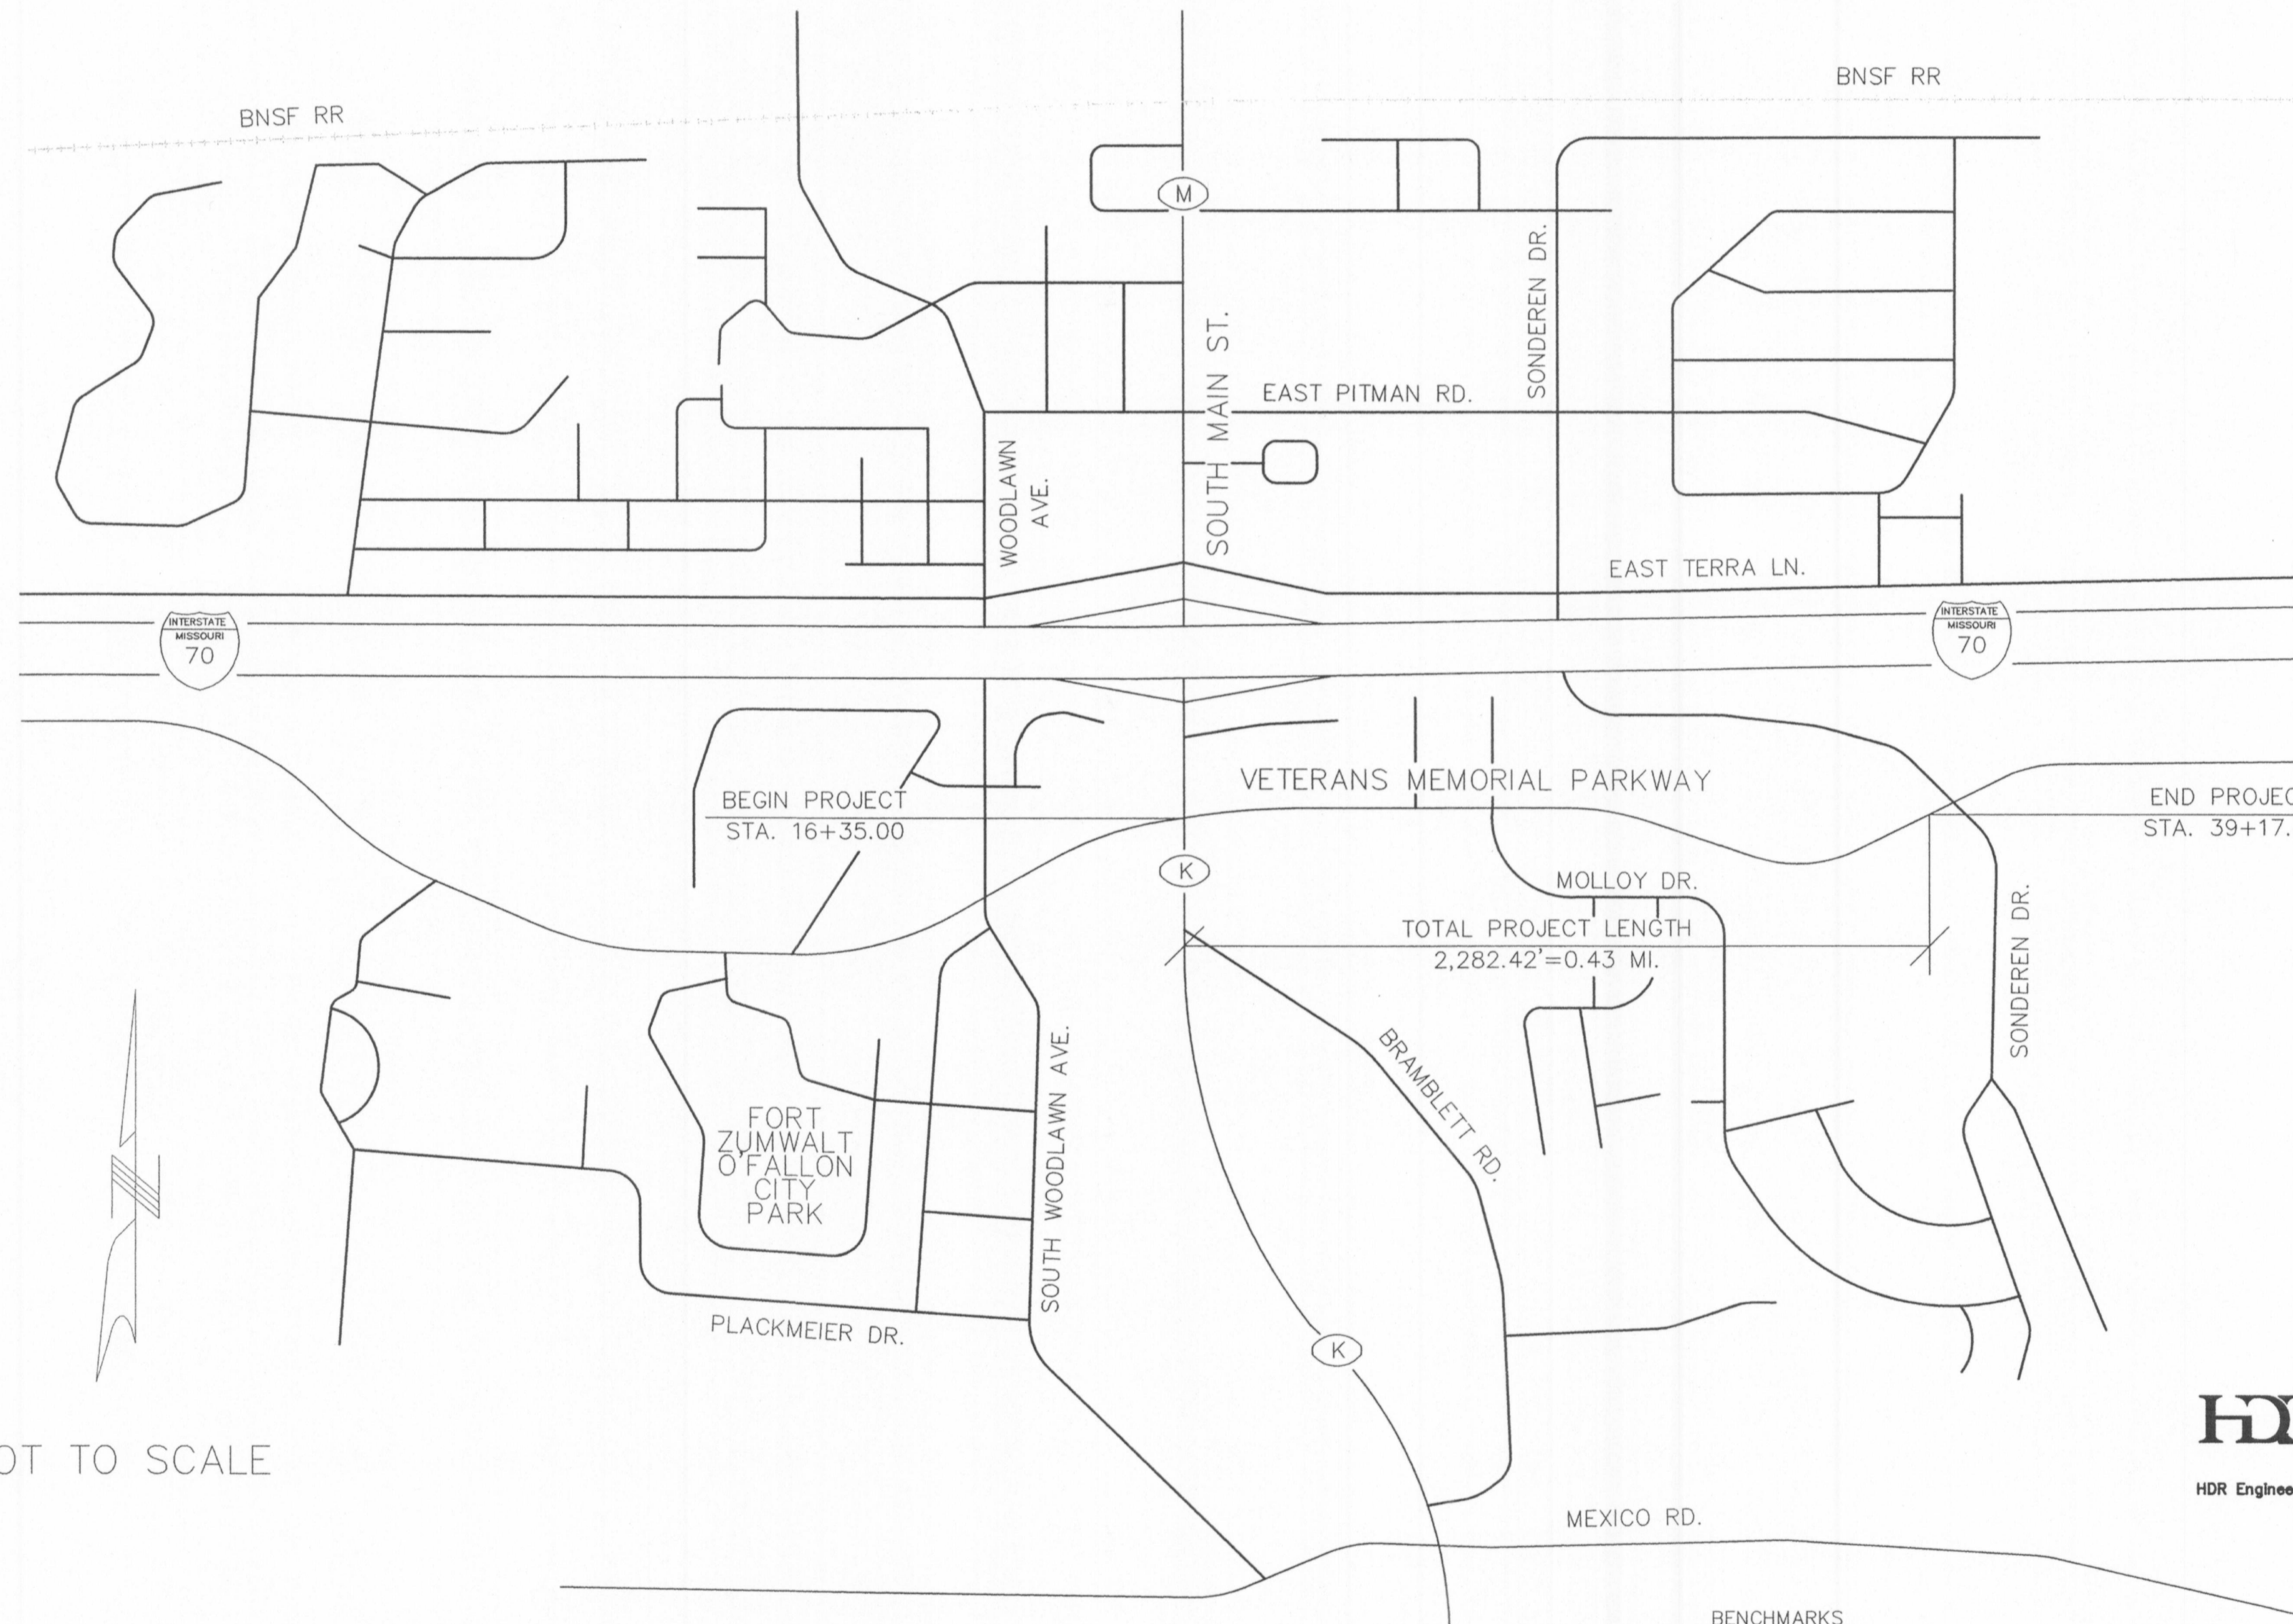 BNSF RR
BNSF RR
M
SONDEREN DR.
SOUTH MAIN ST.
EAST PITMAN RD.
WOODLAWN
AVE.
EAST TERRA LN.
INTERSTATE
MISSOURI
70
INTERSTATE
MISSOURI
70
VETERANS MEMORIAL PARKWAY
BEGIN PROJECT
STA. 16+35.00
END PROJEC
STA. 39+17.
K
MOLLOY DR.
TOTAL PROJECT LENGTH
2,282.42'=0.43 MI.
SONDEREN DR.
BRAMBLETT RD.
SOUTH WOODLAWN AVE.
FORT
ZUMWALT
O'FALLON
CITY
PARK
N
PLACKMEIER DR.
K
OT TO SCALE
HD
HDR Enginee
MEXICO RD.
BENCHMARKS